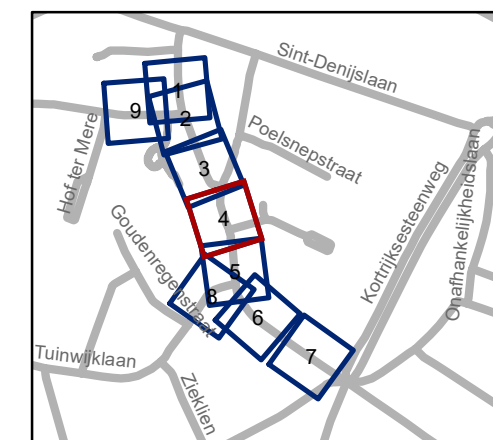 Sint-Denijslaan
1
9
2
Poelsnepstraat
Hof ter Mere
3
Kortrijksesteenweg
Onafhankelijkheidslaan
4
Goudenregenstraat
5
8
6
Tuinwijklaan
7
Zieklien